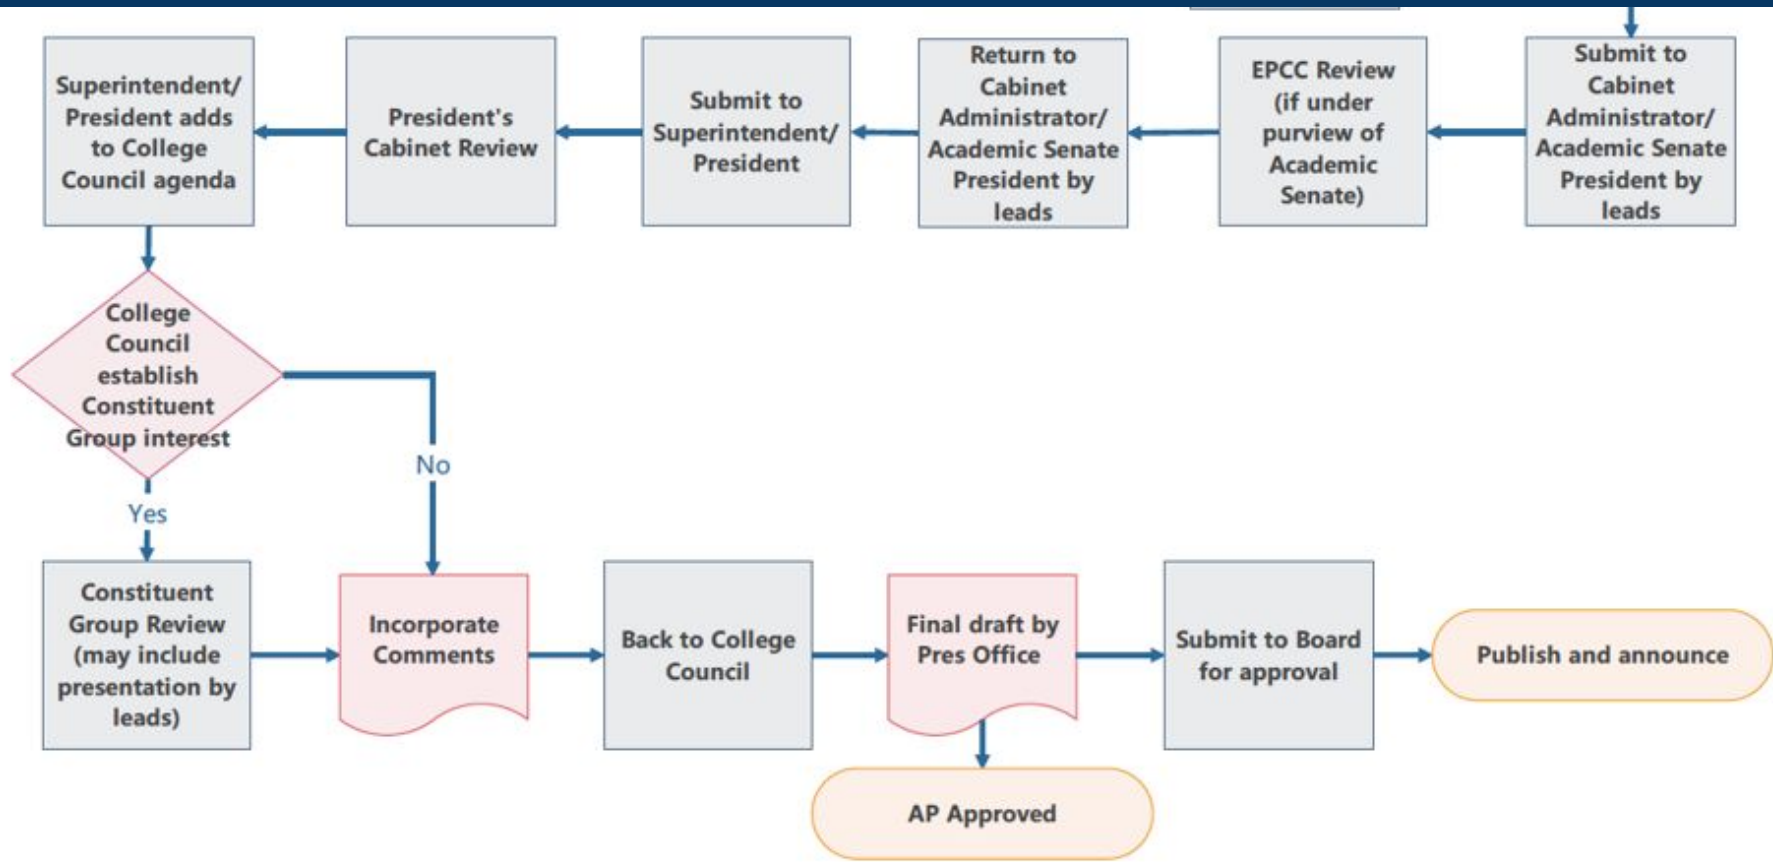 Superintendent/
President adds
to College
Council agenda
President's
Cabinet Review
Submit to
Superintendent/
President
Return to
Cabinet
Administrator/
Academic Senate
President by
leads
EPCC Review
(if under
purview of
Academic
Senate)
Submit to
Cabinet
Administrator/
Academic Senate
President by
leads
College
Council
establish
Constituent
Group interest
No
Yes
Constituent
Group Review
(may include
presentation by
leads)
Incorporate
Comments
Back to College
Council
Final draft by
Pres Office
Submit to Board
for approval
Publish and announce
AP Approved